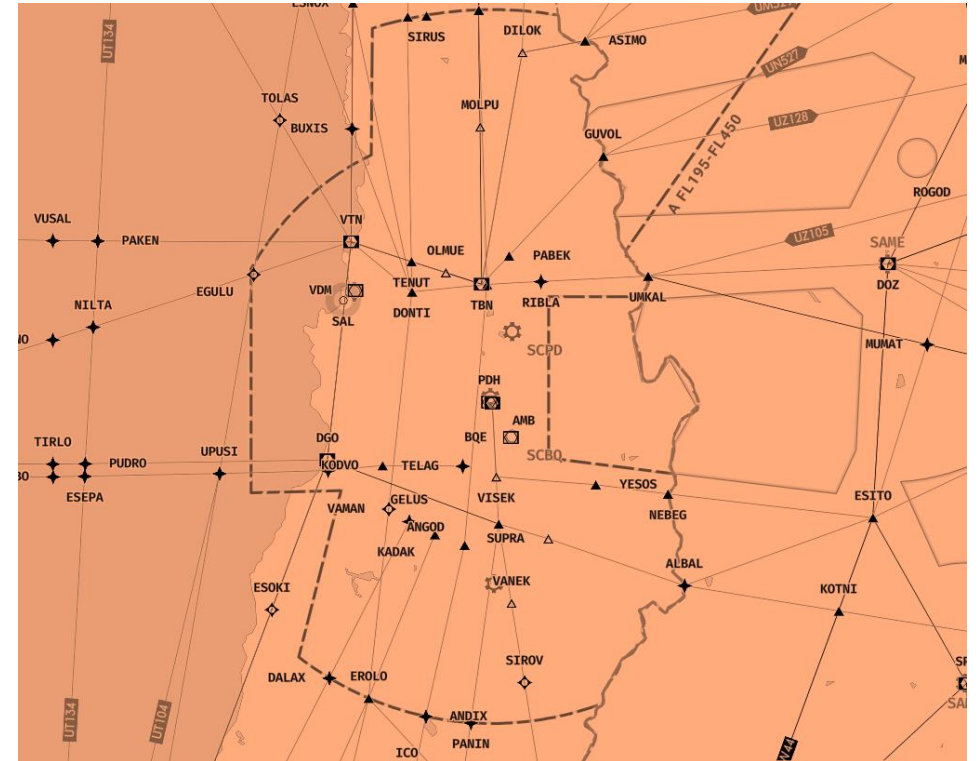 ESNOX
UM527
UT134
SIRUS
DILOK
ASIMO
UN527
TOLAS
BUXIS
MOLPU
UZ128
GUVOL
A FL195-FL450
ROGOD
VUSAL
VTN
PAKEN
OLMUE
PABEK
UZ105
SAME
EGULU
VDM
TENUT
TBN
RIBLA
UMKAL
DOZ
NILTA
SAL
DONTI
SCPD
MUMAT
PDH
AMB
BQE
SCBQ
TIRLO
DGO
UPUSI
PUDRO
KODVO
TELAG
YESOS
ESEPA
VISEK
NEBEG
ESITO
VAMAN
GELUS
ANGOD
SUPRA
KADAK
ALBAL
ESOKI
VANEK
KOTNI
SIROV
DALAX
EROLO
UT134
UT104
ANDIX
PANIN
ICO
W44